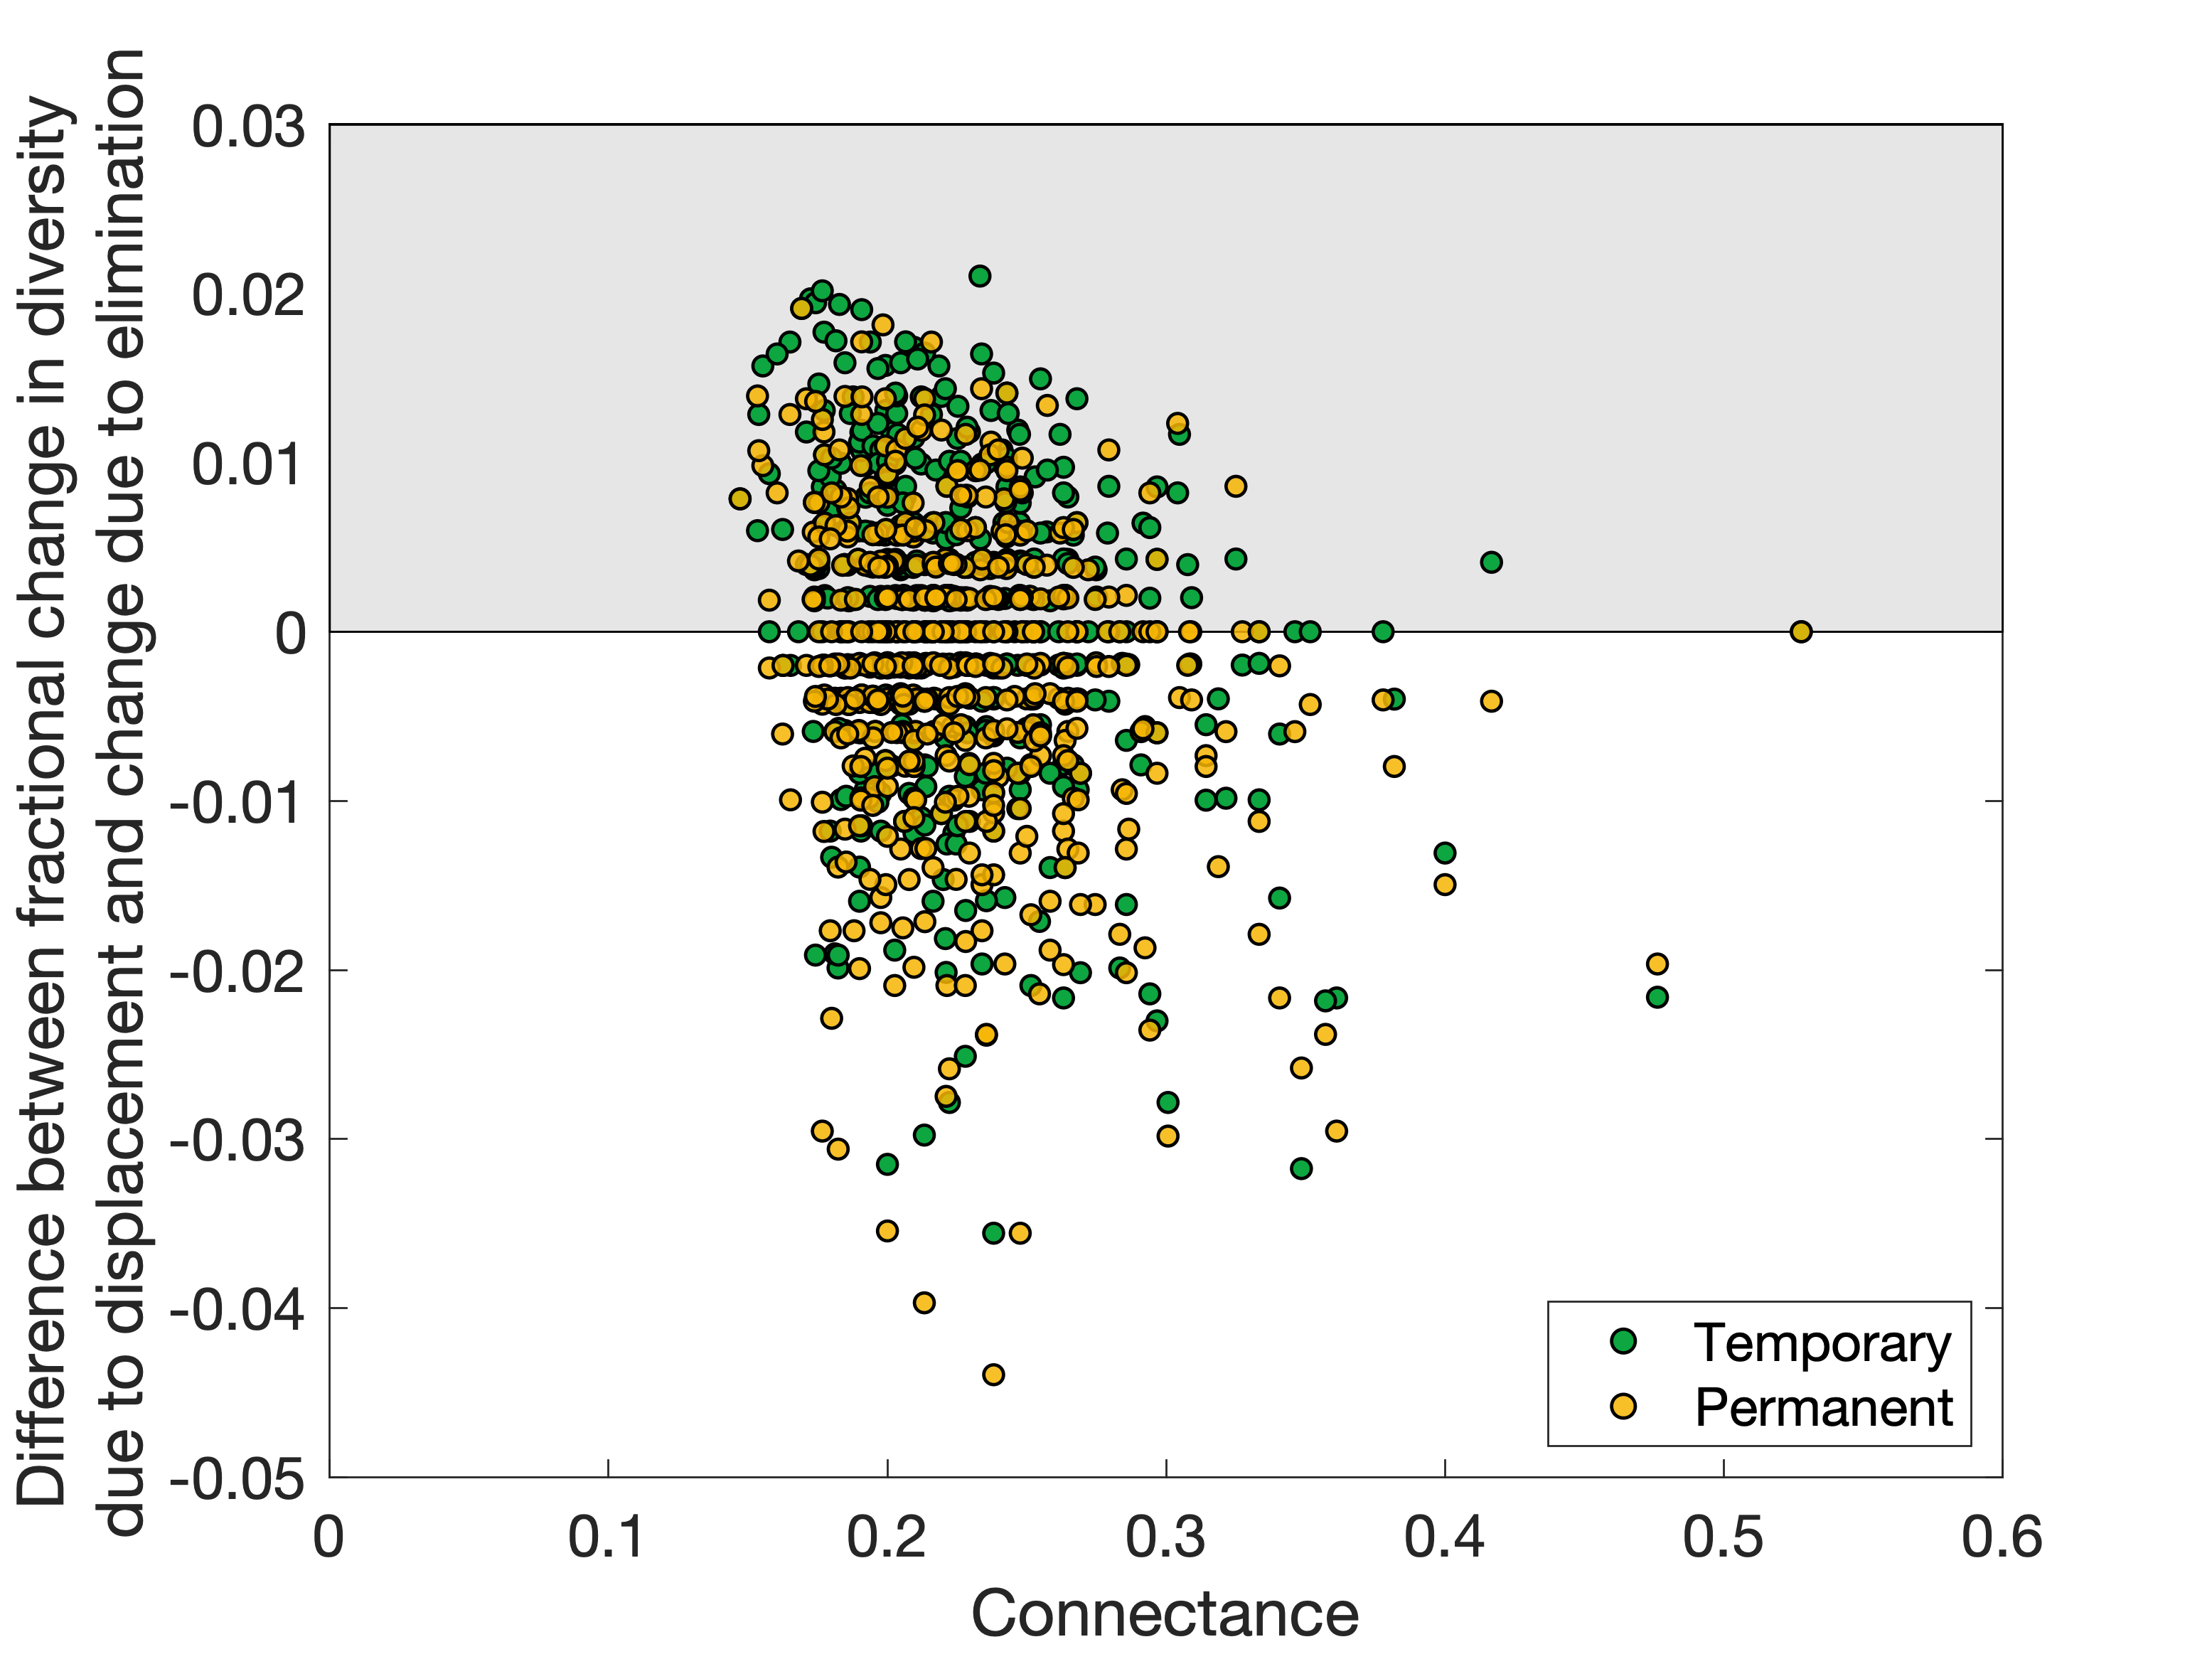 Difference between fractional change in diversity
due to displacement and change due to elimination
0.03
0.02
0.01
0
-0.01
-0.02
-0.03
-0.04
-0.05
Temporary
Permanent
0 0.1 0.2 0.3 0.4 0.5 0.6
Connectance